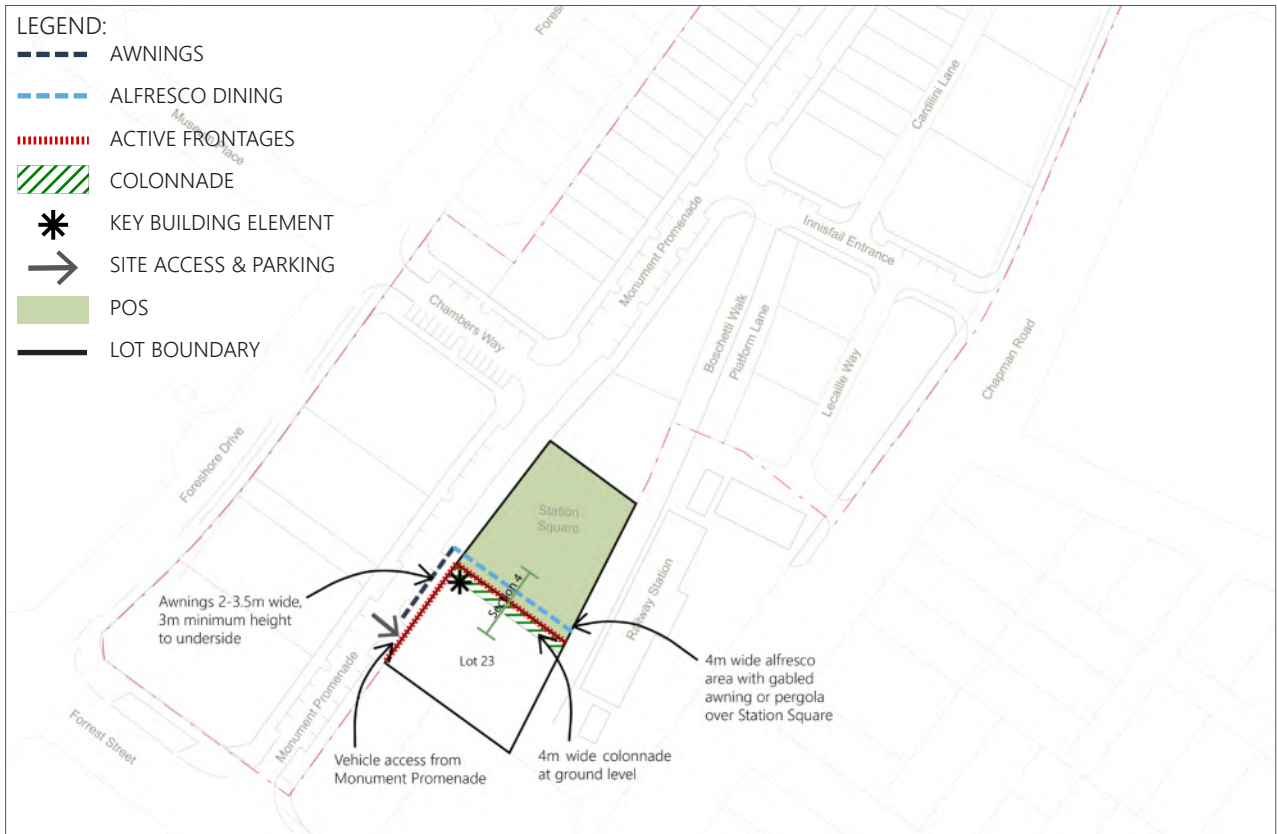 LEGEND:
AWNINGS
ALFRESCO DINING
ACTIVE FRONTAGES
COLONNADE
KEY BUILDING ELEMENT
SITE ACCESS & PARKING
POS
LOT BOUNDARY
Museum Place
Cardilini Lane
Monument Promenade
Innisfail Entrance
Chambers Way
Boschetti Walk
Platform Lane
Lecaille Way
Chapman Road
Foreshore Drive
Station
Square
Section 4
Railway Station
Awnings 2-3.5m wide,
3m minimum height
to underside
Lot 23
4m wide alfresco
area with gabled
awning or pergola
over Station Square
Monument Promenade
Forrest Street
Vehicle access from
Monument Promenade
4m wide colonnade
at ground level